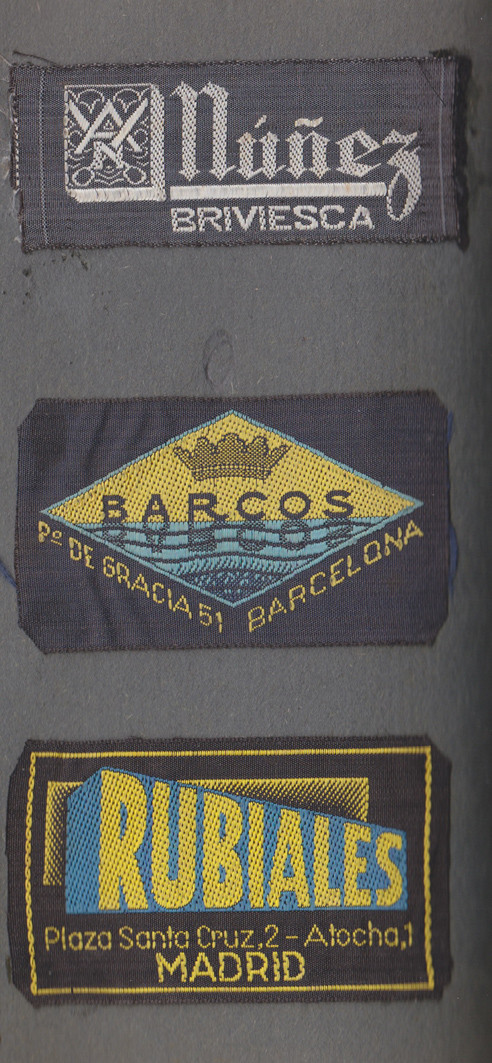 Núñez
BRIVIESCA
BARCOS
Pº DE GRACIA 51 BARCELONA
RUBIALES
Plaza Santa Cruz, 2 - Atocha, 1
MADRID